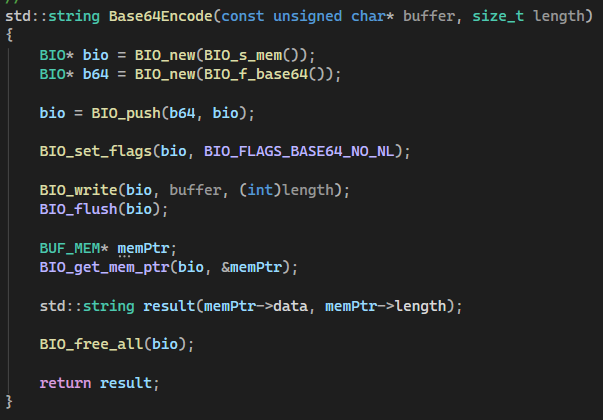 std::string Base64Encode(const unsigned char* buffer, size_t length)
{
    BIO* bio = BIO_new(BIO_s_mem());
    BIO* b64 = BIO_new(BIO_f_base64());

    bio = BIO_push(b64, bio);

    BIO_set_flags(bio, BIO_FLAGS_BASE64_NO_NL);

    BIO_write(bio, buffer, (int)length);
    BIO_flush(bio);

    BUF_MEM* memPtr;
    BIO_get_mem_ptr(bio, &memPtr);

    std::string result(memPtr->data, memPtr->length);

    BIO_free_all(bio);

    return result;
}